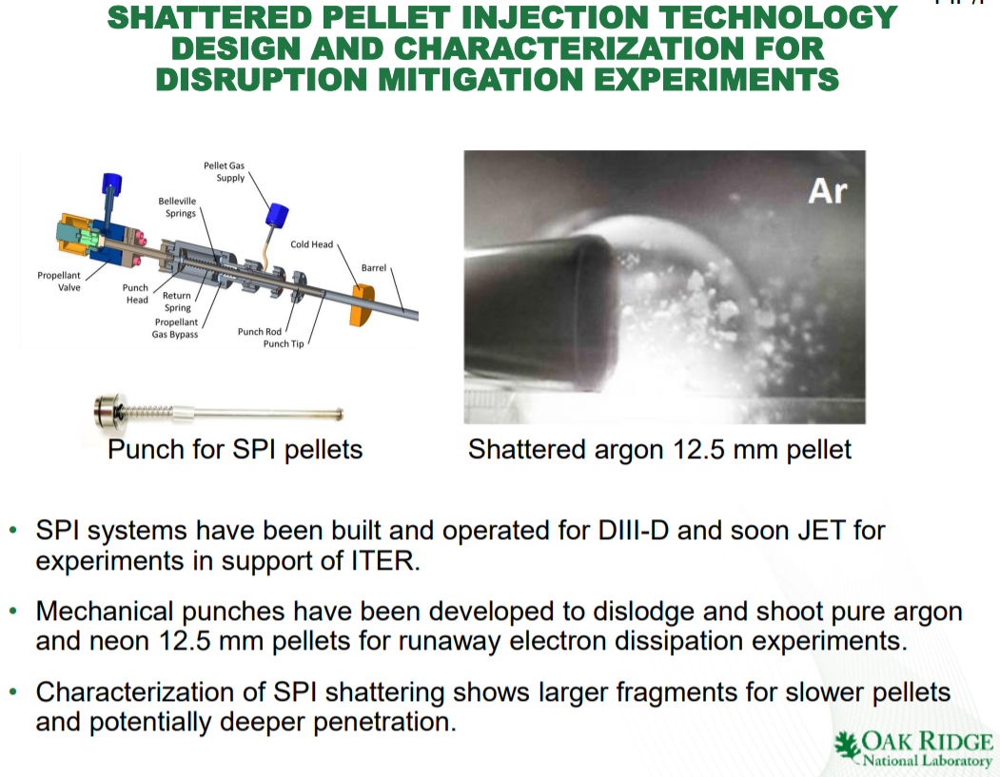 SHATTERED PELLET INJECTION TECHNOLOGY
DESIGN AND CHARACTERIZATION FOR
DISRUPTION MITIGATION EXPERIMENTS
Pellet Gas
Supply
Belleville
Springs
Cold Head
Barrel
Propellant
Valve
Punch
Head
Return
Spring
Propellant
Gas Bypass
Punch Rod
Punch Tip
Ar
Punch for SPI pellets
Shattered argon 12.5 mm pellet
• SPI systems have been built and operated for DIII-D and soon JET for
experiments in support of ITER.
• Mechanical punches have been developed to dislodge and shoot pure argon
and neon 12.5 mm pellets for runaway electron dissipation experiments.
• Characterization of SPI shattering shows larger fragments for slower pellets
and potentially deeper penetration.
OAK RIDGE
National Laboratory